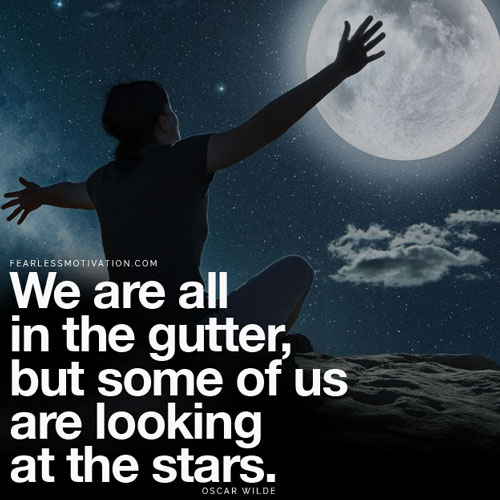 FEARLESSMOTIVATION.COM
We are all
in the gutter,
but some of us
are looking
at the stars.
OSCAR WILDE